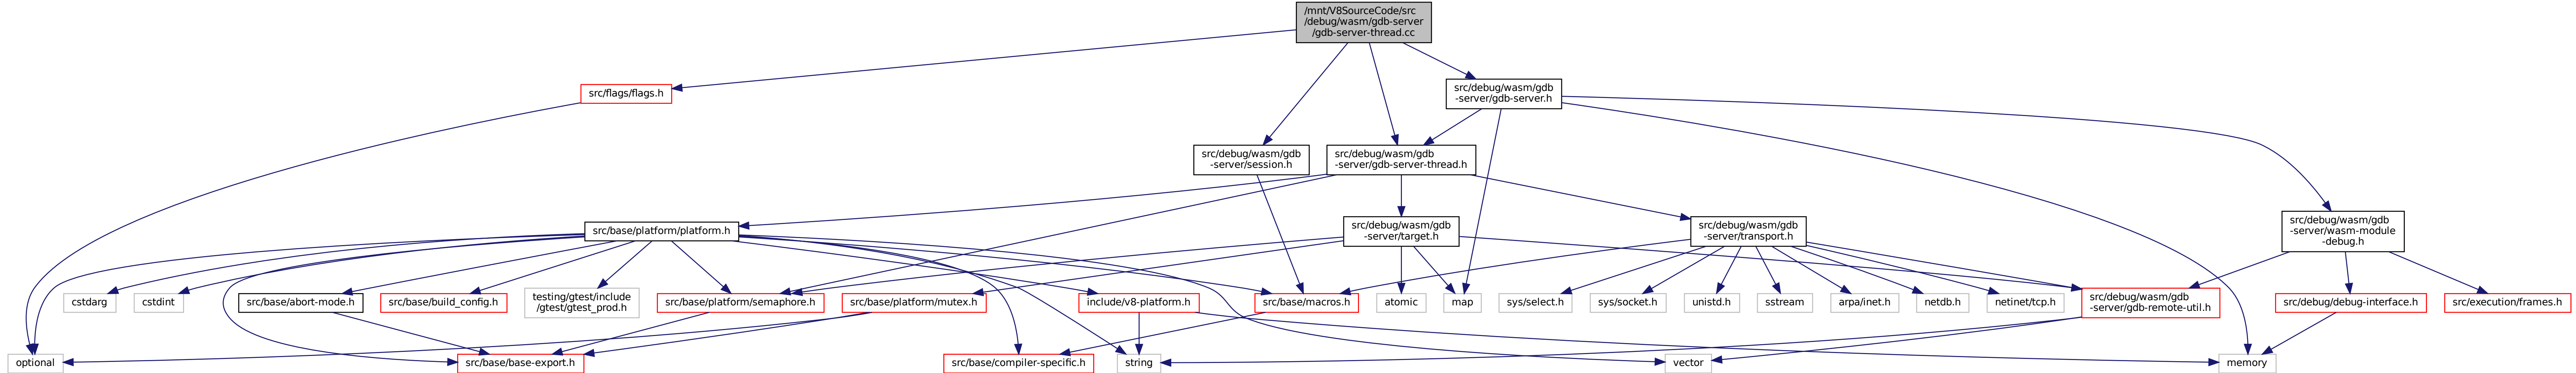 /mnt/V8SourceCode/src
/debug/wasm/gdb-server
/gdb-server-thread.cc
src/flags/flags.h
src/debug/wasm/gdb
-server/gdb-server.h
src/debug/wasm/gdb
-server/session.h
src/debug/wasm/gdb
-server/gdb-server-thread.h
src/base/platform/platform.h
src/debug/wasm/gdb
-server/target.h
src/debug/wasm/gdb
-server/transport.h
src/debug/wasm/gdb
-server/wasm-module
-debug.h
cstdarg
cstdint
src/base/abort-mode.h
src/base/build_config.h
testing/gtest/include
/gtest/gtest_prod.h
src/base/platform/semaphore.h
src/base/platform/mutex.h
include/v8-platform.h
src/base/macros.h
atomic
map
sys/select.h
sys/socket.h
unistd.h
sstream
arpa/inet.h
netdb.h
netinet/tcp.h
src/debug/wasm/gdb
-server/gdb-remote-util.h
src/debug/debug-interface.h
src/execution/frames.h
optional
src/base/base-export.h
src/base/compiler-specific.h
string
vector
memory